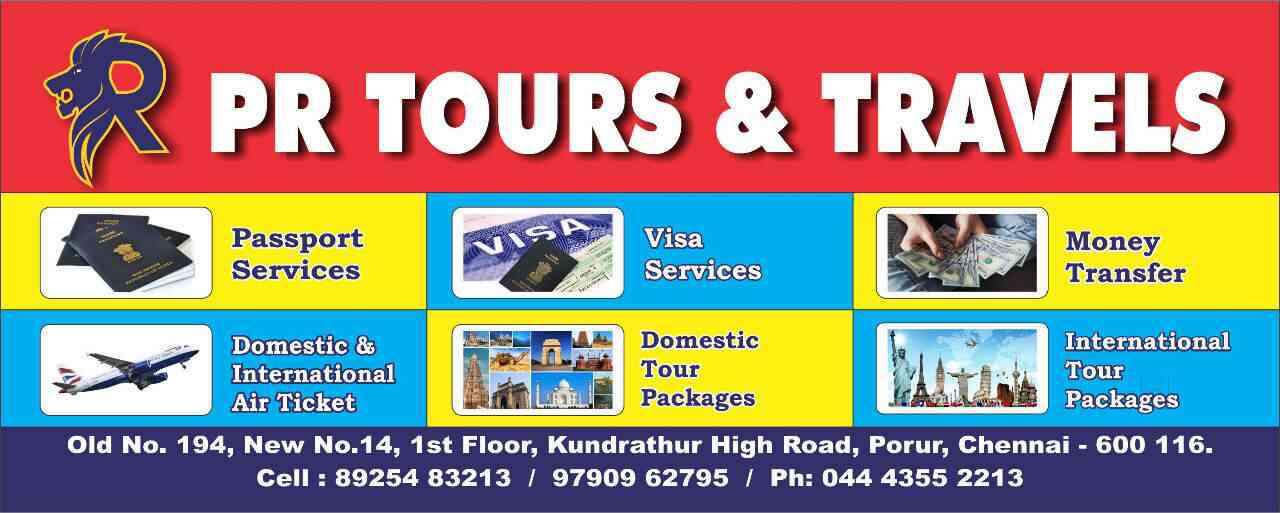 R
PR TOURS & TRAVELS
Passport
Services
VISA
Visa
Services
Money
Transfer
Domestic &
International
Air Ticket
Domestic
Tour
Packages
International
Tour
Packages
Old No. 194, New No.14, 1st Floor, Kundrathur High Road, Porur, Chennai - 600 116.
Cell : 89254 83213 / 97909 62795 / Ph: 044 4355 2213